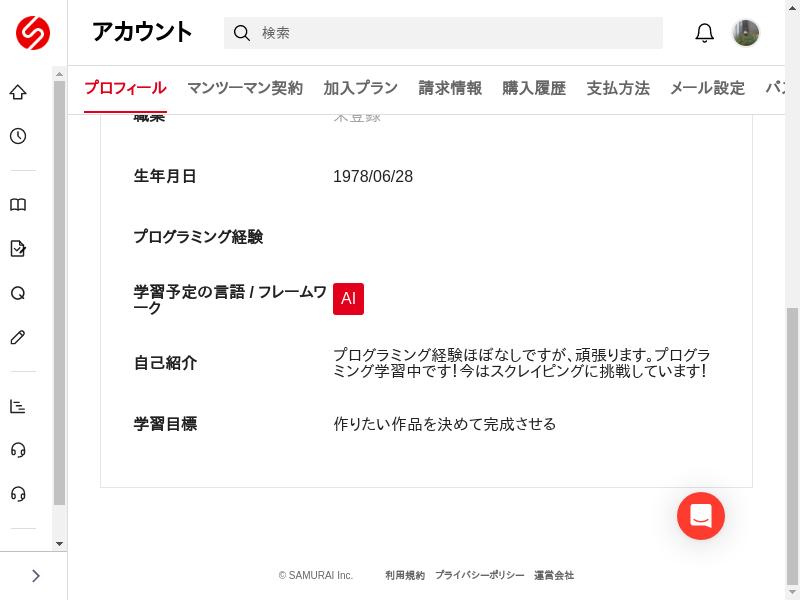 アカウント
検索
プロフィール
マンツーマン契約
加入プラン
請求情報
購入履歴
支払方法
メール設定
職業
未登録
生年月日
1978/06/28
プログラミング経験
学習予定の言語 / フレームワ
ーク
AI
自己紹介
プログラミング経験ほぼなしですが、頑張ります。プログラ
ミング学習中です！今はスクレイピングに挑戦しています！
学習目標
作りたい作品を決めて完成させる
© SAMURAI Inc.
利用規約
プライバシーポリシー
運営会社